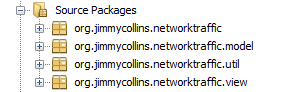 Source Packages
org.jimmycollins.networktraffic
org.jimmycollins.networktraffic.model
org.jimmycollins.networktraffic.util
org.jimmycollins.networktraffic.view